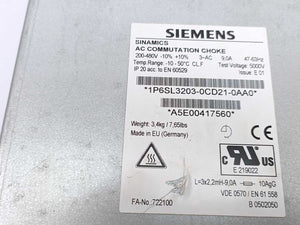 SIEMENS
SINAMICS
AC COMMUTATION CHOKE
200-480V -10% +10% 3~AC 9,0A 47-63Hz
Temp.Range: -10 - 50°C CL.F Test Voltage: 5000V
IP 20 acc. to EN 60529 Issue: E 01
*1P6SL3203-0CD21-0AA0*
*A5E00417560*
Weight: 3,4kg / 7,65lbs
Made in EU (Germany)
C UL US
E 219022
L=3x2,2mH-9,0A 10AgG
VDE 0570 / EN 61 558
FA-No.:722100 B 0502050